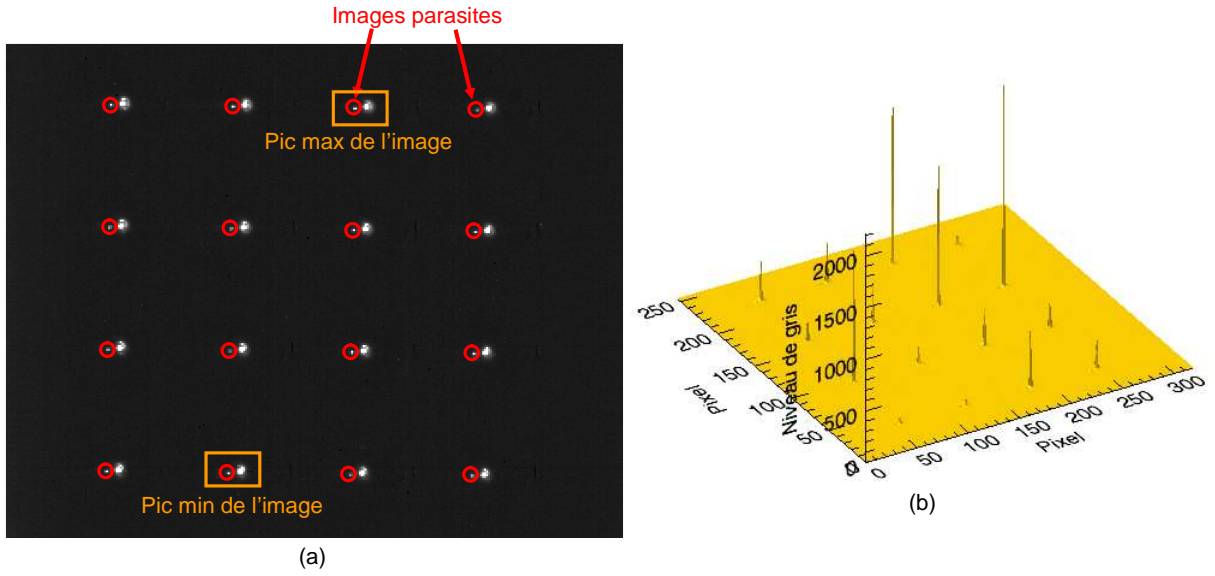 Images parasites
Pic max de l'image
Pic min de l'image
(a)
2000
1500
1000
500
0
Niveau de gris
250
200
150
100
50
0
Pixel
0
50
100
150
200
250
300
Pixel
(b)